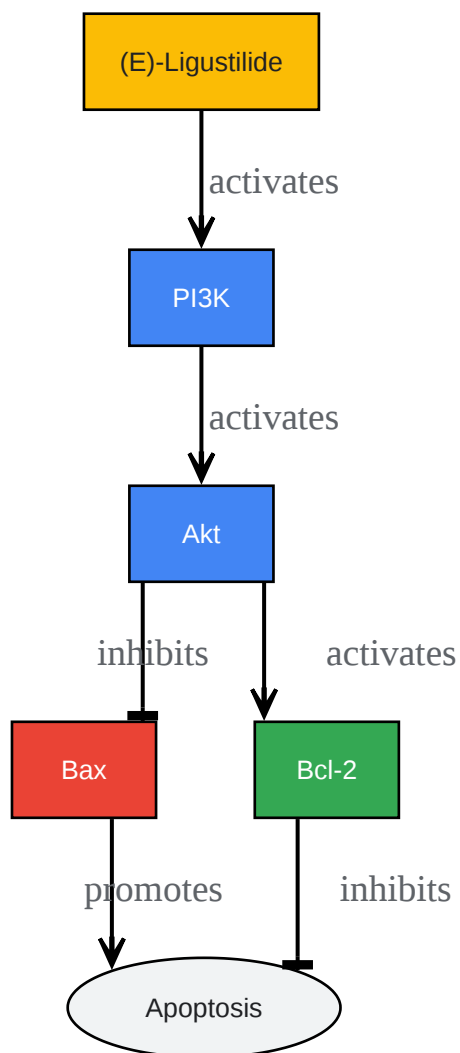 (E)-Ligustilide
activates
PI3K
activates
Akt
inhibits
activates
Bax
Bcl-2
promotes
inhibits
Apoptosis